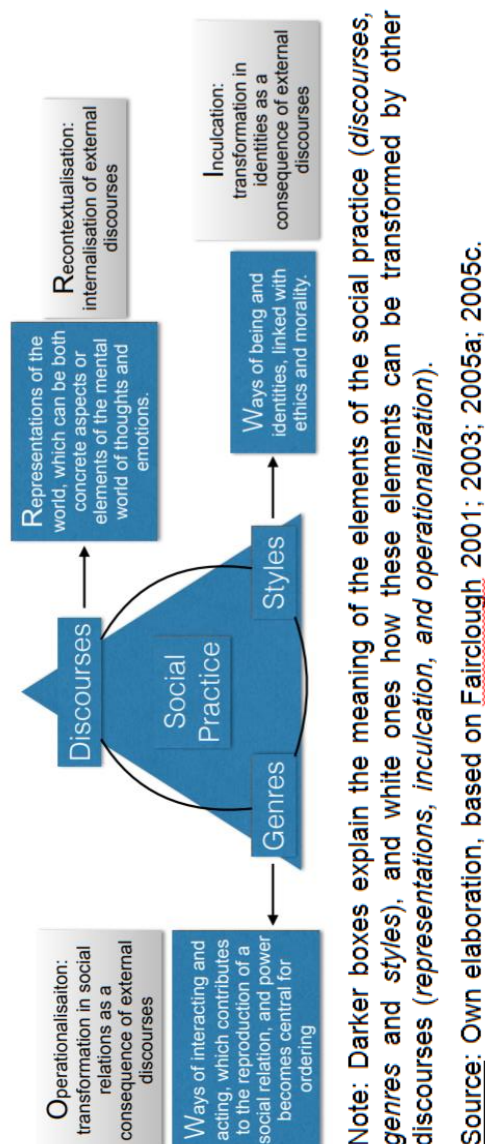 Operationalisaiton:
transformation in social
relations as a
consequence of external
discourses
Ways of interacting and
acting, which contributes
to the reproduction of a
social relation, and power
becomes central for
ordering
Discourses
Social
Practice
Genres
Styles
Representations of the
world, which can be both
concrete aspects or
elements of the mental
world of thoughts and
emotions.
Recontextualisation:
internalisation of external
discourses
Ways of being and
identities, linked with
ethics and morality.
Inculcation:
transformation in
identities as a
consequence of external
discourses
Note: Darker boxes explain the meaning of the elements of the social practice (discourses,
genres and styles), and white ones how these elements can be transformed by other
discourses (representations, inculcation, and operationalization).
Source: Own elaboration, based on Fairclough 2001; 2003; 2005a; 2005c.